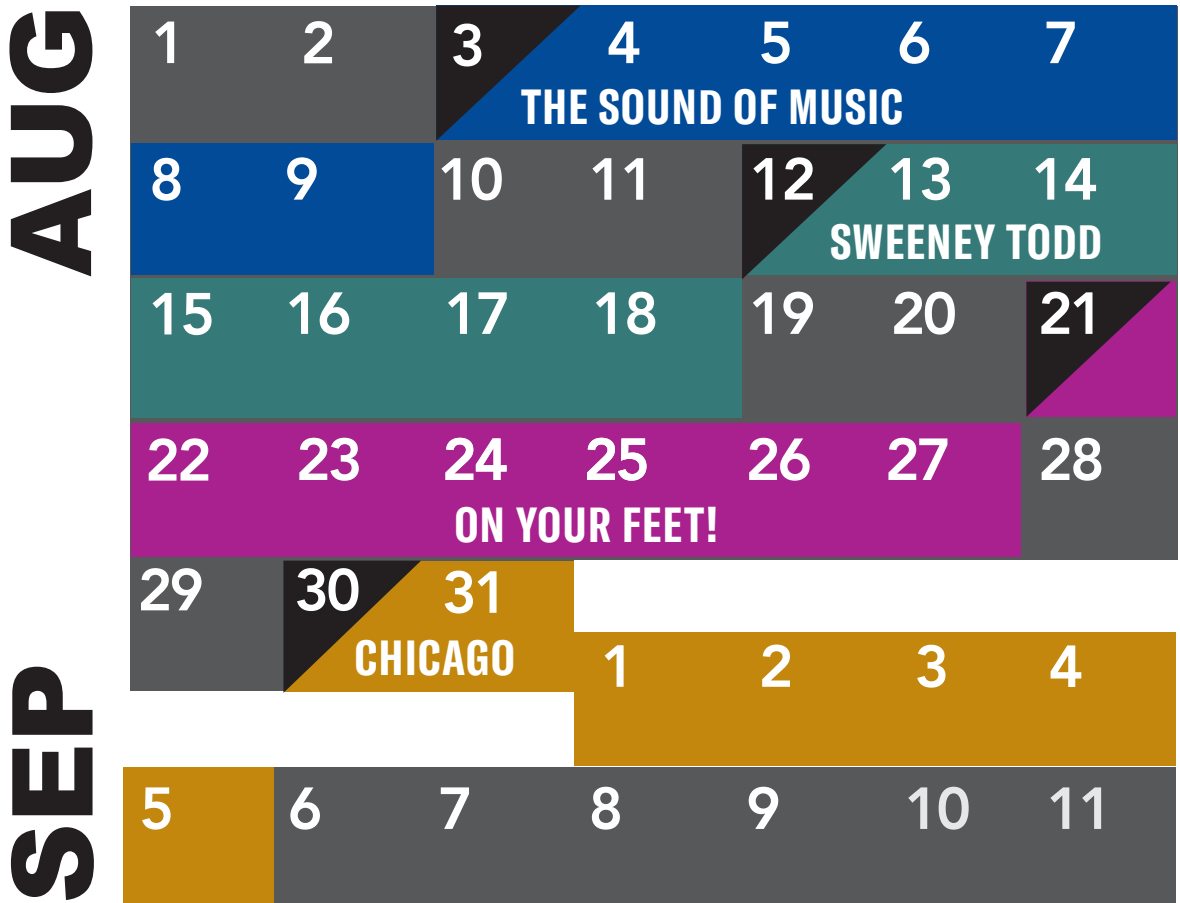 AUG
1 2 3 4 5 6 7
THE SOUND OF MUSIC
8 9 10 11 12 13 14
SWEENEY TODD
15 16 17 18 19 20 21
22 23 24 25 26 27 28
ON YOUR FEET!
29 30 31
CHICAGO
SEP
1 2 3 4
5 6 7 8 9 10 11